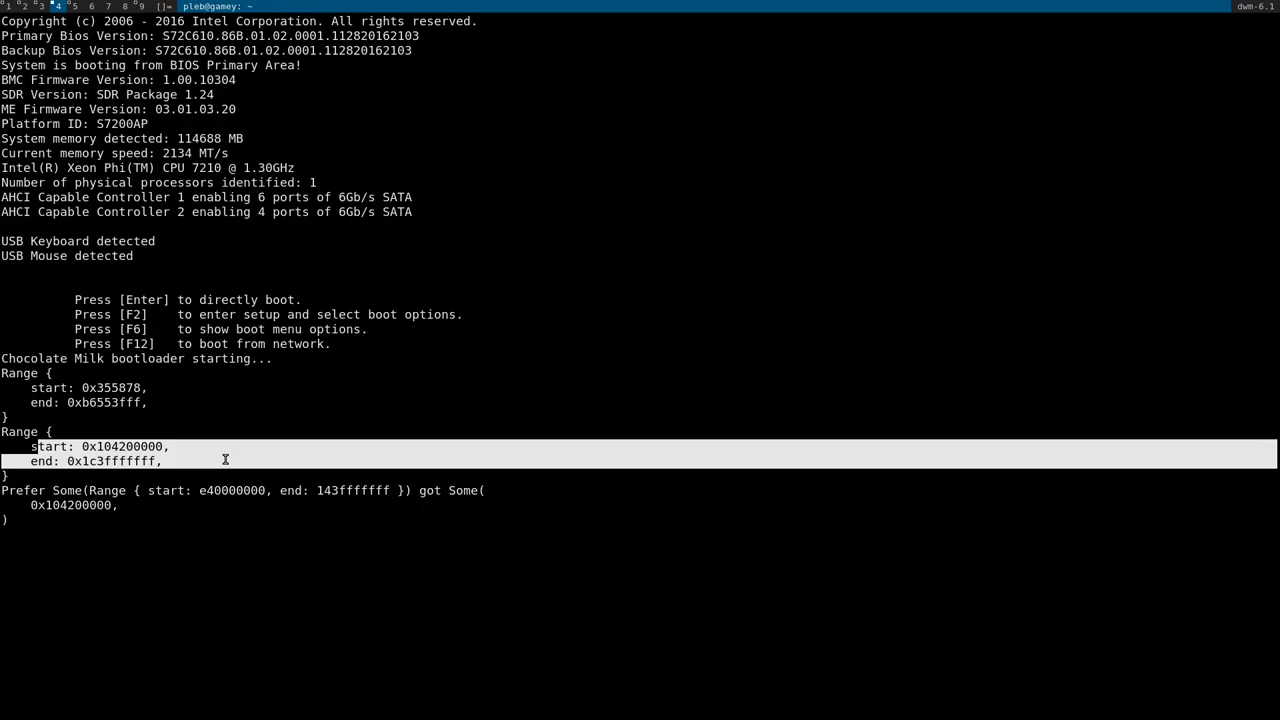 1 2 3 4 5 6 7 8 9 []= pleb@gamey: ~ dwm-6.1
Copyright (c) 2006 - 2016 Intel Corporation. All rights reserved.
Primary Bios Version: S72C610.86B.01.02.0001.112820162103
Backup Bios Version: S72C610.86B.01.02.0001.112820162103
System is booting from BIOS Primary Area!
BMC Firmware Version: 1.00.10304
SDR Version: SDR Package 1.24
ME Firmware Version: 03.01.03.20
Platform ID: S7200AP
System memory detected: 114688 MB
Current memory speed: 2134 MT/s
Intel(R) Xeon Phi(TM) CPU 7210 @ 1.30GHz
Number of physical processors identified: 1
AHCI Capable Controller 1 enabling 6 ports of 6Gb/s SATA
AHCI Capable Controller 2 enabling 4 ports of 6Gb/s SATA
USB Keyboard detected
USB Mouse detected
Press [Enter] to directly boot.
Press [F2] to enter setup and select boot options.
Press [F6] to show boot menu options.
Press [F12] to boot from network.
Chocolate Milk bootloader starting...
Range {
start: 0x355878,
end: 0xb6553fff,
}
Range {
start: 0x104200000,
end: 0x1c3fffffff,
}
Prefer Some(Range { start: e40000000, end: 143fffffff }) got Some(
0x104200000,
)